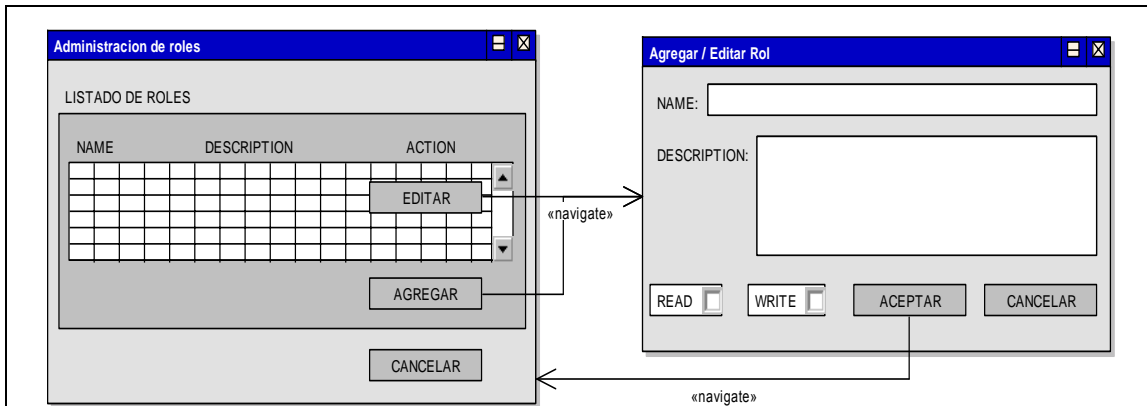 Administracion de roles
LISTADO DE ROLES
NAME DESCRIPTION ACTION
EDITAR
AGREGAR
CANCELAR
«navigate»
Agregar / Editar Rol
NAME:
DESCRIPTION:
READ WRITE ACEPTAR CANCELAR
«navigate»